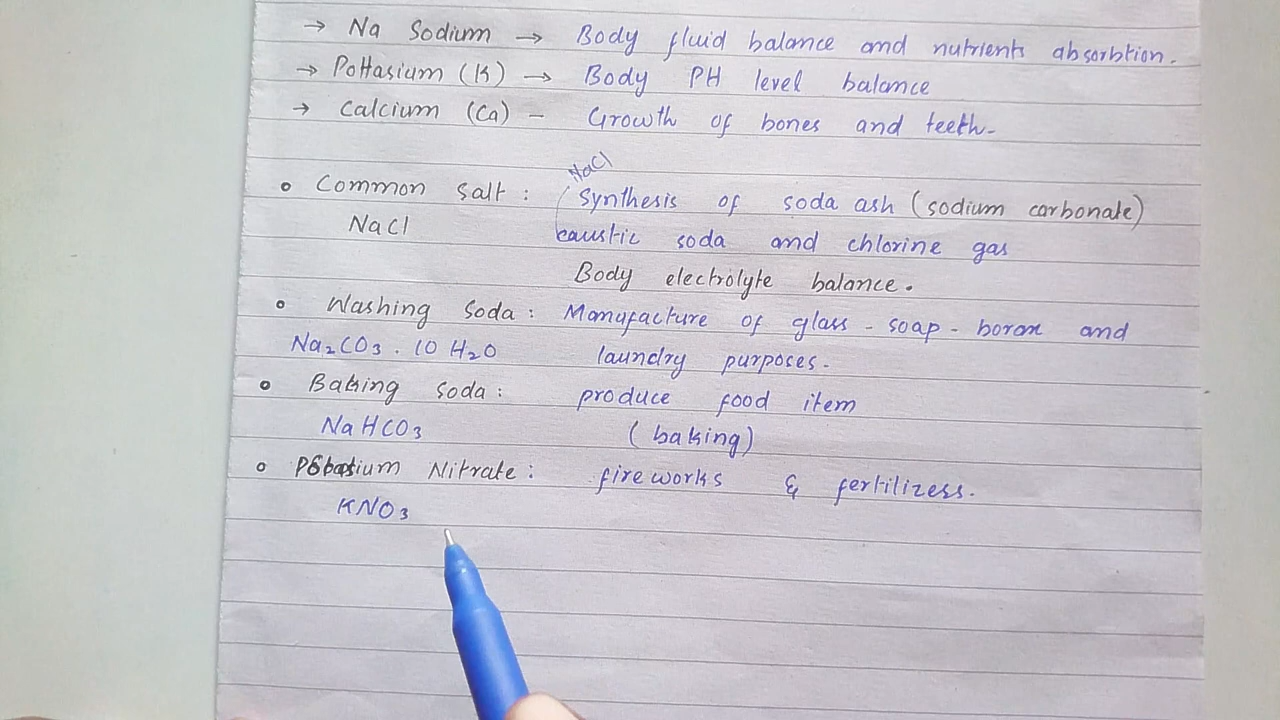 → Na Sodium → Body fluid balance and nutrients absorbtion.
→ Pottasium (K) → Body PH level balance
→ Calcium (Ca) - Growth of bones and teeth-
NaCl
• Common salt : Synthesis of soda ash (sodium carbonate)
NaCl caustic soda and chlorine gas
Body electrolyte balance.
• Washing soda : Manufacture of glass - soap - borax and
Na₂CO₃ . 10 H₂O laundry purposes-
• Baking soda : produce food item
NaHCO₃ (baking)
• Nitrate : fireworks & fertilizess.
KNO₃